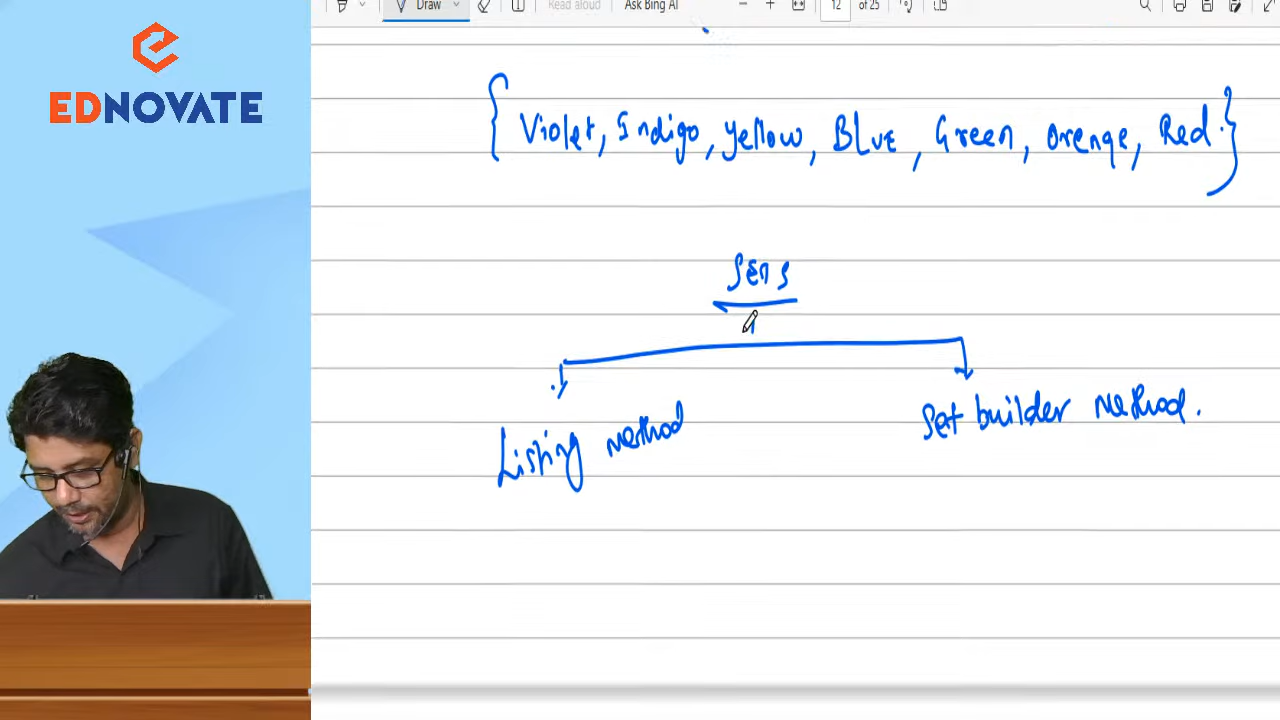 Draw
Read aloud
Ask Bing AI
12 of 25
EDNOVATE
{ Violet, Indigo, yellow, Blue, Green, Orange, Red. }
Sets
Listing method
Set builder Method.